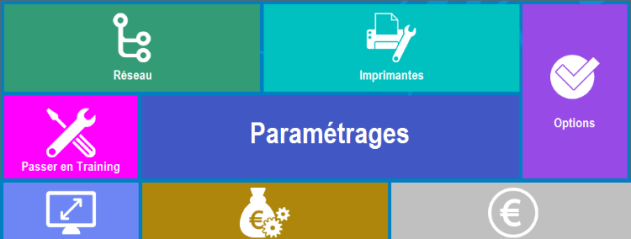 Réseau
Imprimantes
Options
Passer en Training
Paramétrages
€
€